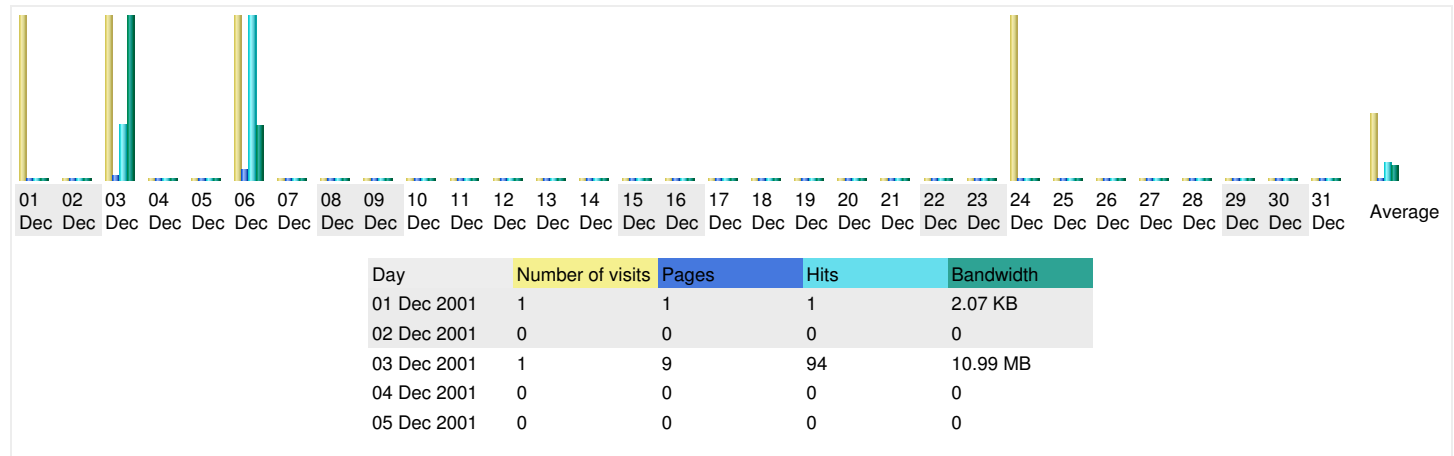 01 02 03 04 05 06 07 08 09 10 11 12 13 14 15 16 17 18 19 20 21 22 23 24 25 26 27 28 29 30 31
Dec Dec Dec Dec Dec Dec Dec Dec Dec Dec Dec Dec Dec Dec Dec Dec Dec Dec Dec Dec Dec Dec Dec Dec Dec Dec Dec Dec Dec Dec Dec
Average
Day Number of visits Pages Hits Bandwidth
01 Dec 2001 1 1 1 2.07 KB
02 Dec 2001 0 0 0 0
03 Dec 2001 1 9 94 10.99 MB
04 Dec 2001 0 0 0 0
05 Dec 2001 0 0 0 0